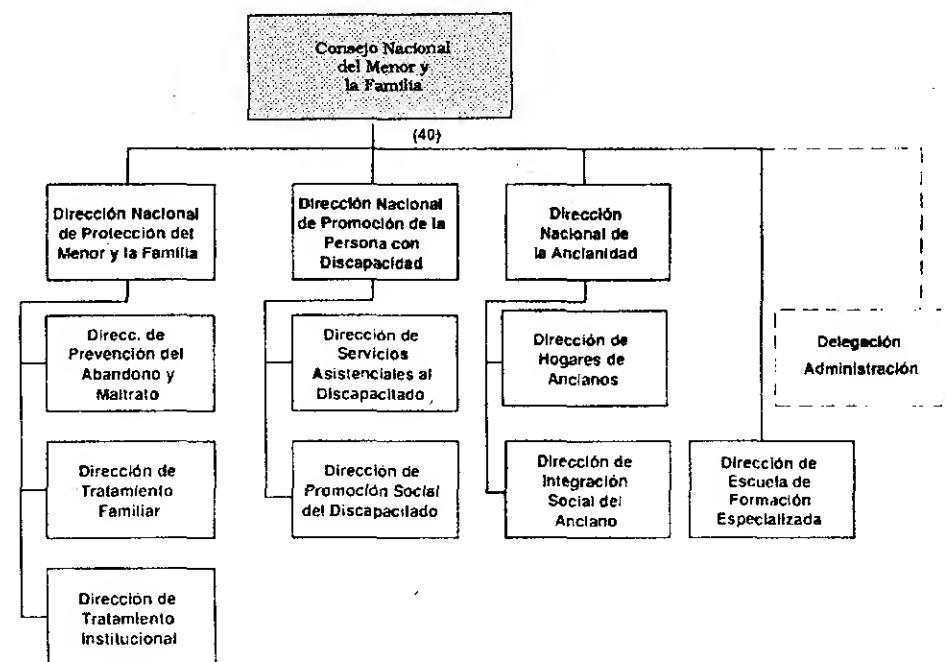 Consejo Nacional
del Menor y
la Familia
(40)
Dirección Nacional
de Protección del
Menor y la Família
Dirección Nacional
de Promoción de la
Persona con
Discapacidad
Dirección
Nacional de
la Ancianidad
Direcc. de
Prevención del
Abandono y
Maltrato
Dirección de
Servicios
Asistenciales al
Discapacitado
Dirección de
Hogares de
Ancianos
Delegación
Administración
Dirección de
Tratamiento
Familiar
Dirección de
Promoción Social
del Discapacitado
Dirección de
Integración
Social del
Anciano
Dirección de
Escuela de
Formación
Especializada
Dirección de
Tratamiento
Institucional